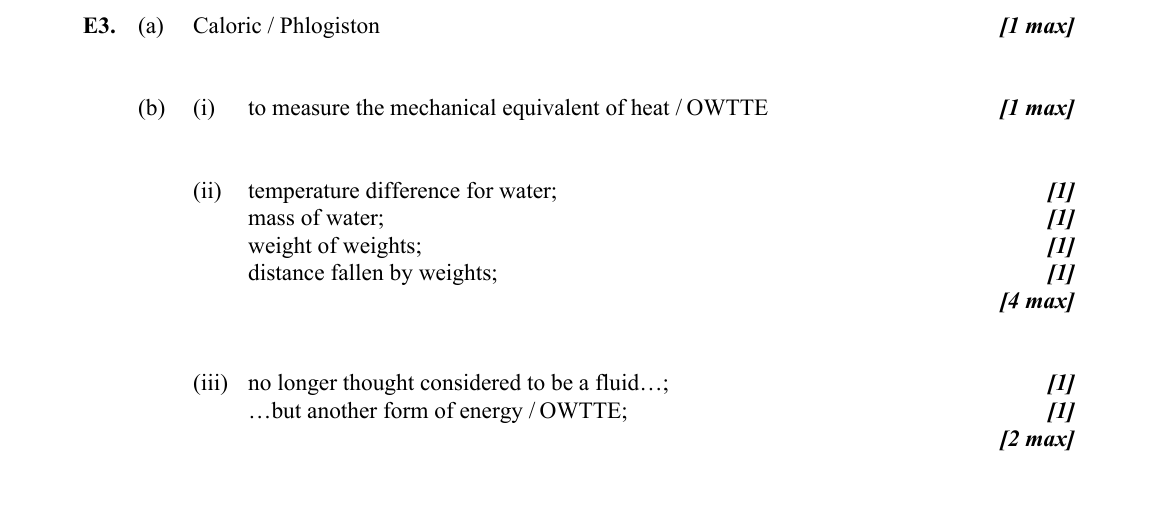 E3. (a) Caloric / Phlogiston [1 max]
(b) (i) to measure the mechanical equivalent of heat / OWTTE [1 max]
(ii) temperature difference for water; [1]
mass of water; [1]
weight of weights; [1]
distance fallen by weights; [1]
[4 max]
(iii) no longer thought considered to be a fluid…; [1]
…but another form of energy / OWTTE; [1]
[2 max]